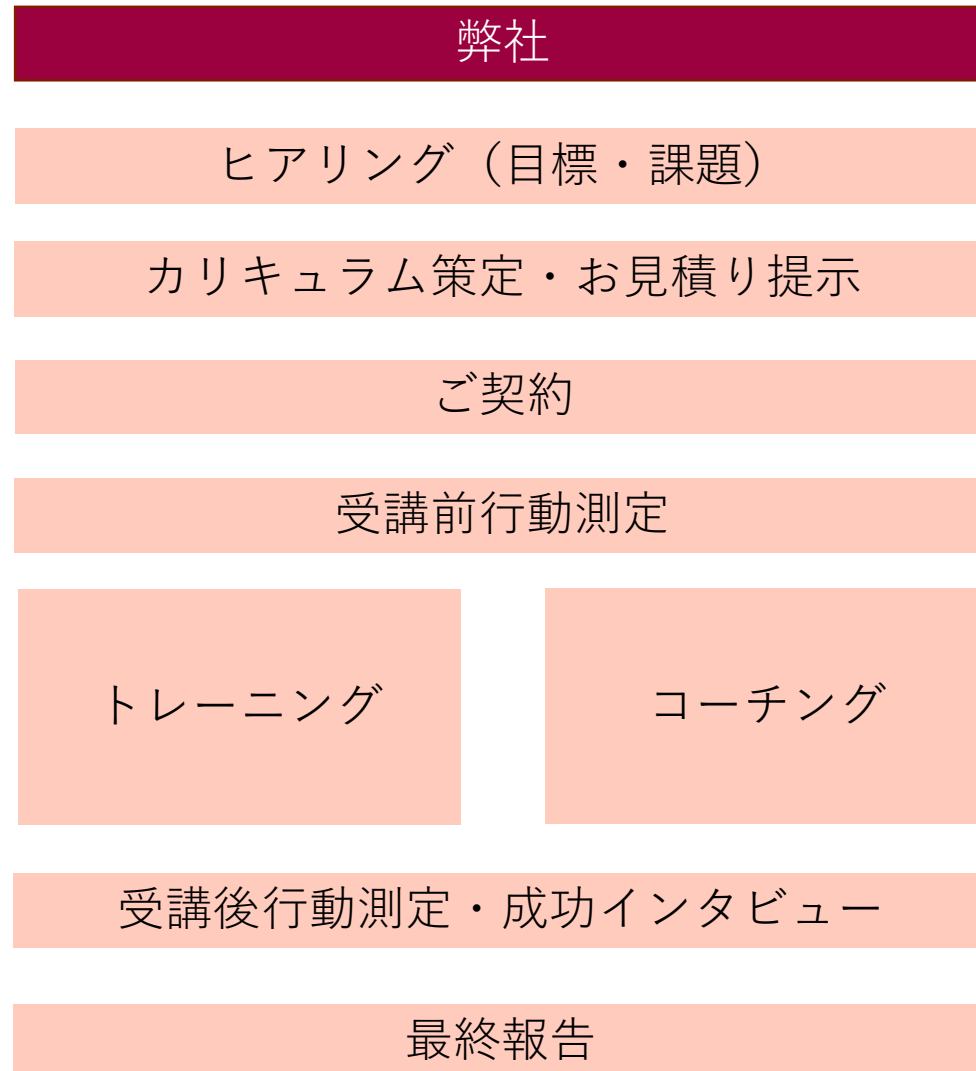 弊社
ヒアリング（目標・課題）
カリキュラム策定・お見積り提示
ご契約
受講前行動測定
トレーニング
コーチング
受講後行動測定・成功インタビュー
最終報告